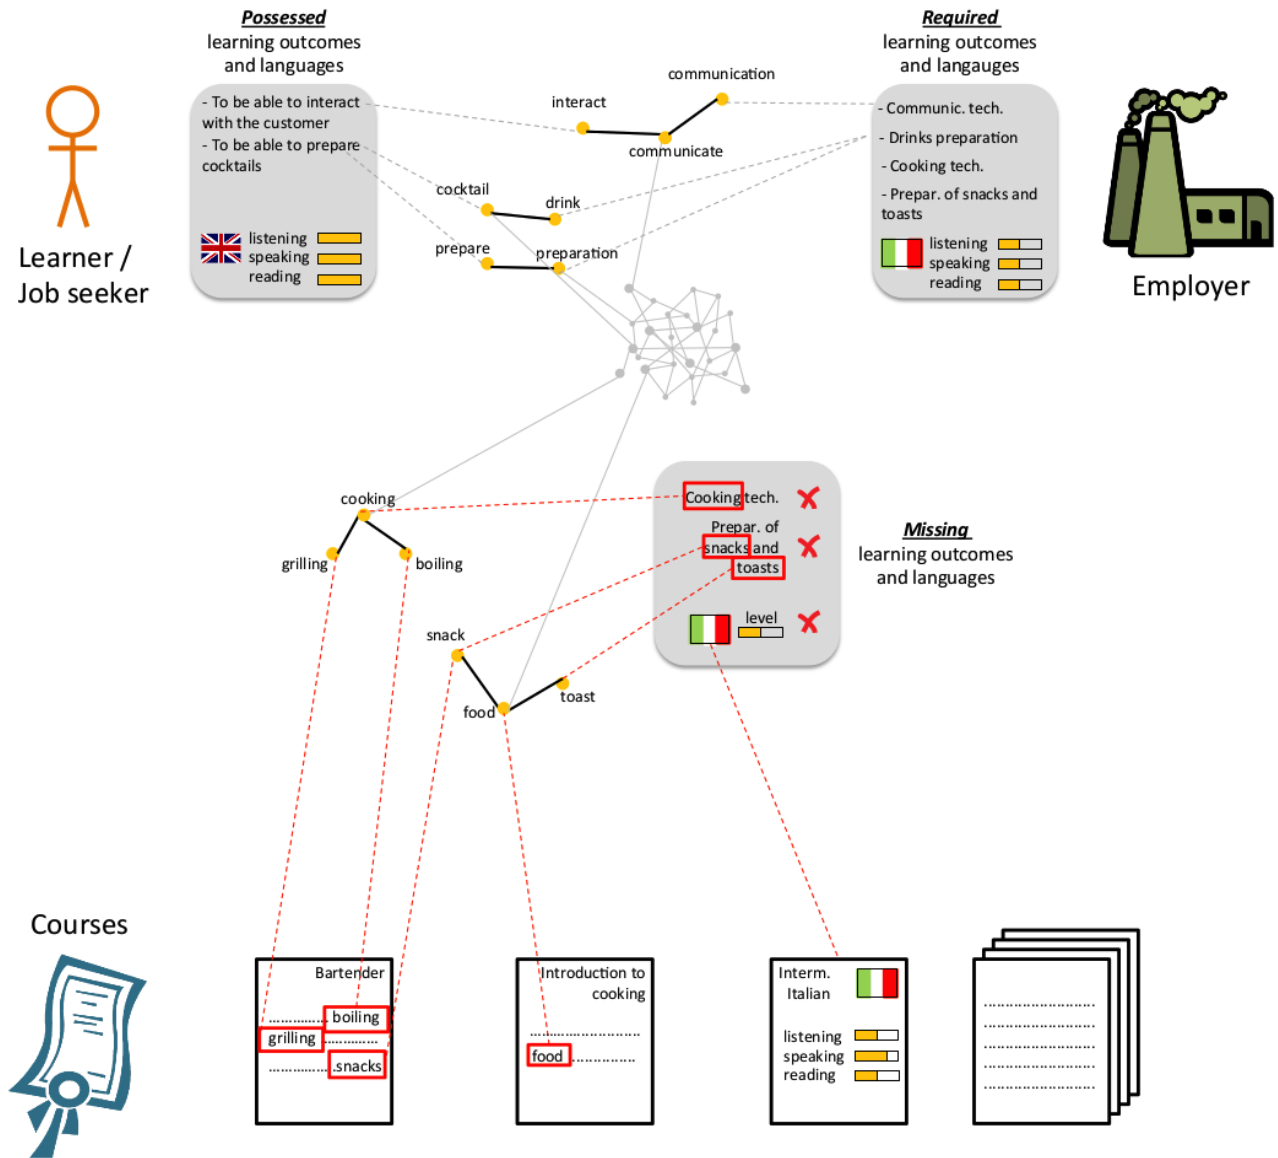 Possessed
learning outcomes
and languages
Required
learning outcomes
and langauges
- To be able to interact
with the customer
- To be able to prepare
cocktails
listening
speaking
reading
Learner /
Job seeker
communication
interact
communicate
cocktail
drink
prepare
preparation
- Communic. tech.
- Drinks preparation
- Cooking tech.
- Prepar. of snacks and
toasts
listening
speaking
reading
Employer
cooking
grilling
boiling
snack
food
toast
Cooking tech.
Prepar. of
snacks and
toasts
level
Missing
learning outcomes
and languages
Courses
Bartender
.................. boiling
grilling ................
...................snacks
Introduction to
cooking
................................
food ..................
Interm.
Italian
listening
speaking
reading
................................
................................
................................
................................
................................